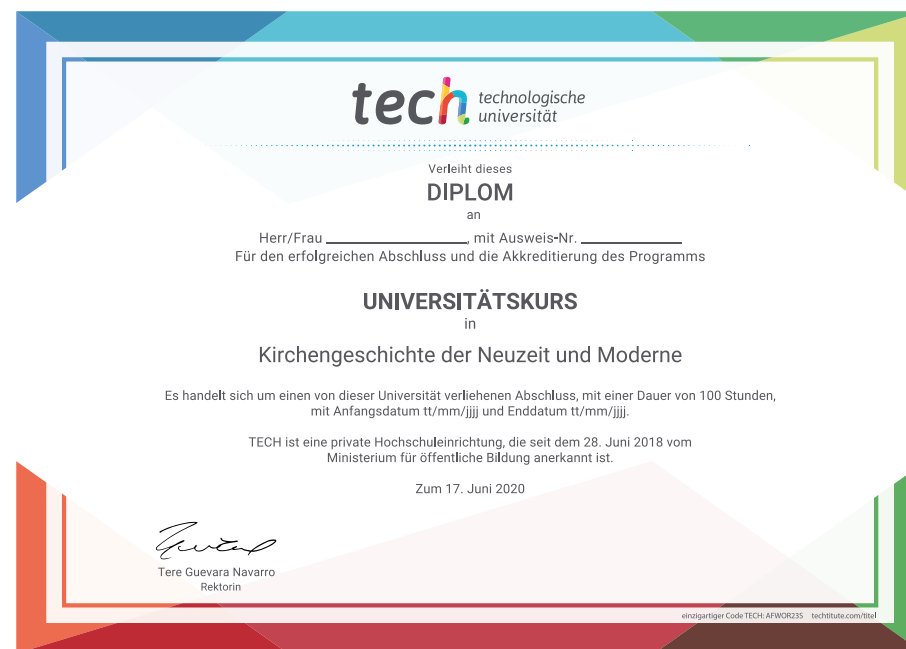 tech technologische
universität
Verleiht dieses
DIPLOM
an
Herr/Frau ____________________, mit Ausweis-Nr. ______________
Für den erfolgreichen Abschluss und die Akkreditierung des Programms
UNIVERSITÄTSKURS
in
Kirchengeschichte der Neuzeit und Moderne
Es handelt sich um einen von dieser Universität verliehenen Abschluss, mit einer Dauer von 100 Stunden,
mit Anfangsdatum tt/mm/jjjj und Enddatum tt/mm/jjjj.
TECH ist eine private Hochschuleinrichtung, die seit dem 28. Juni 2018 vom
Ministerium für öffentliche Bildung anerkannt ist.
Zum 17. Juni 2020
Tere Guevara Navarro
Rektorin
einzigartiger Code TECH: AFWOR23S techtitute.com/titel